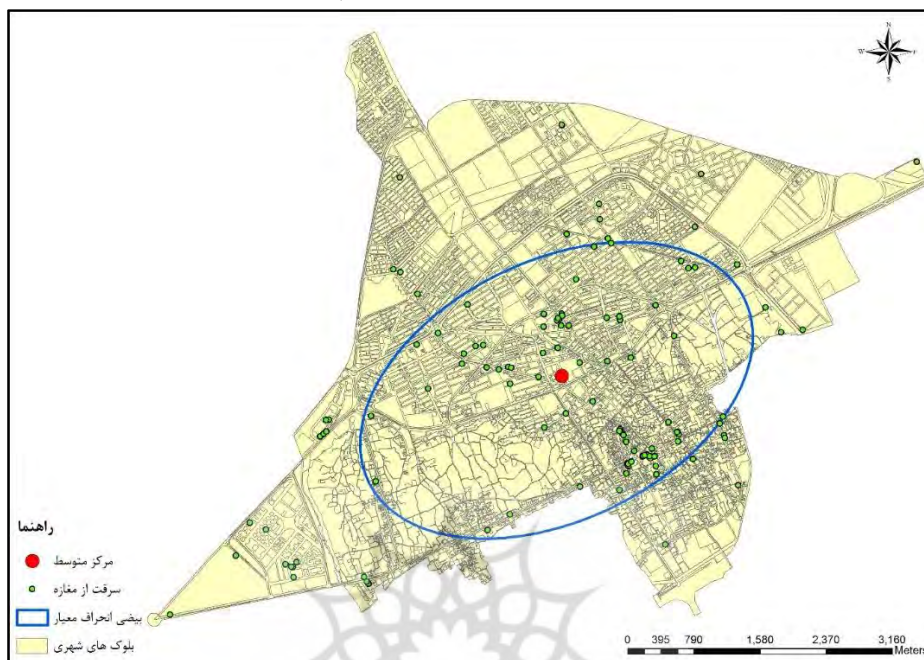 N
W E
S
راهنما
مرکز متوسط
سرقت از مغازه
بیضی انحراف معیار
بلوک های شهری
0 395 790 1,580 2,370 3,160
Meters